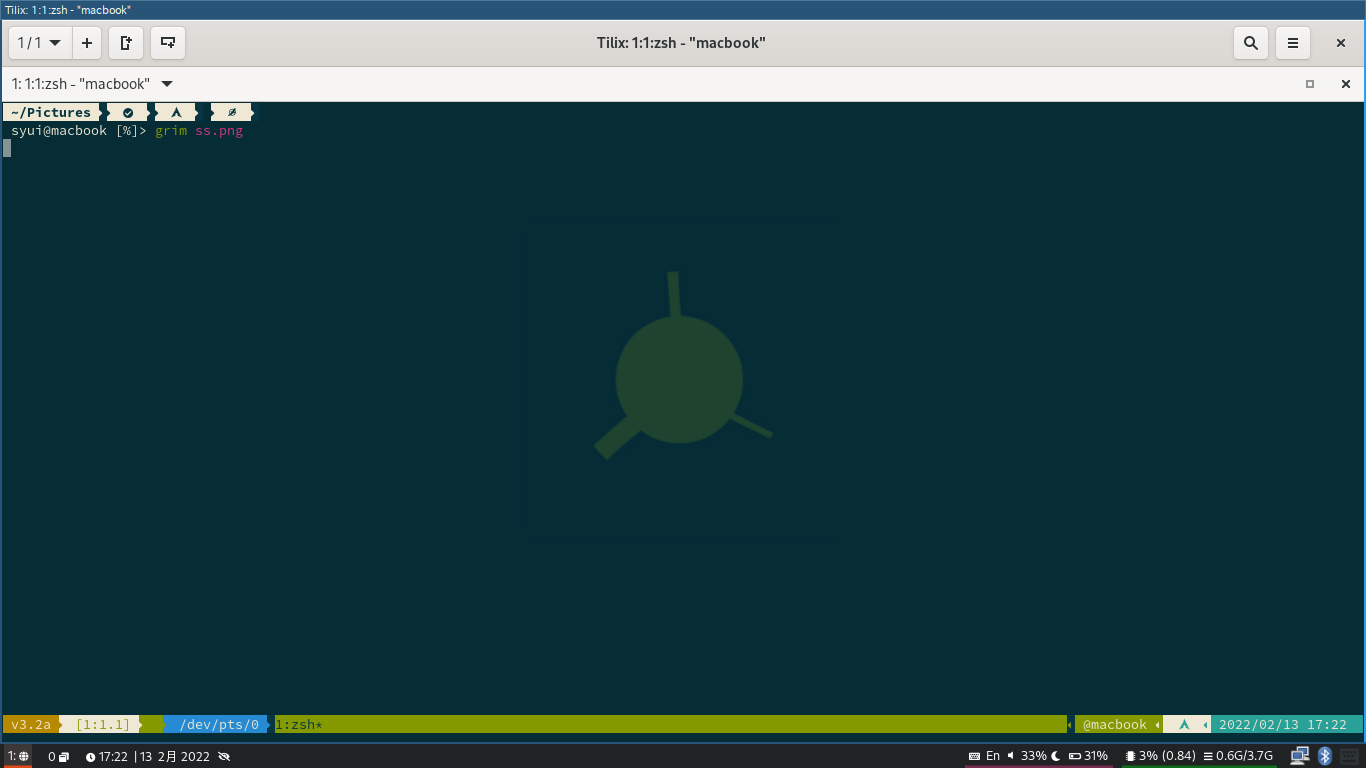 Tilix: 1:1:zsh - "macbook"
1 / 1 Tilix: 1:1:zsh - "macbook"
1: 1:1:zsh - "macbook"
~/Pictures
syui@macbook [%]> grim ss.png
v3.2a [1:1.1] /dev/pts/0 1:zsh* @macbook 2022/02/13 17:22
1: 0 17:22 | 13 2月 2022 En 33% 31% 3% (0.84) 0.6G/3.7G